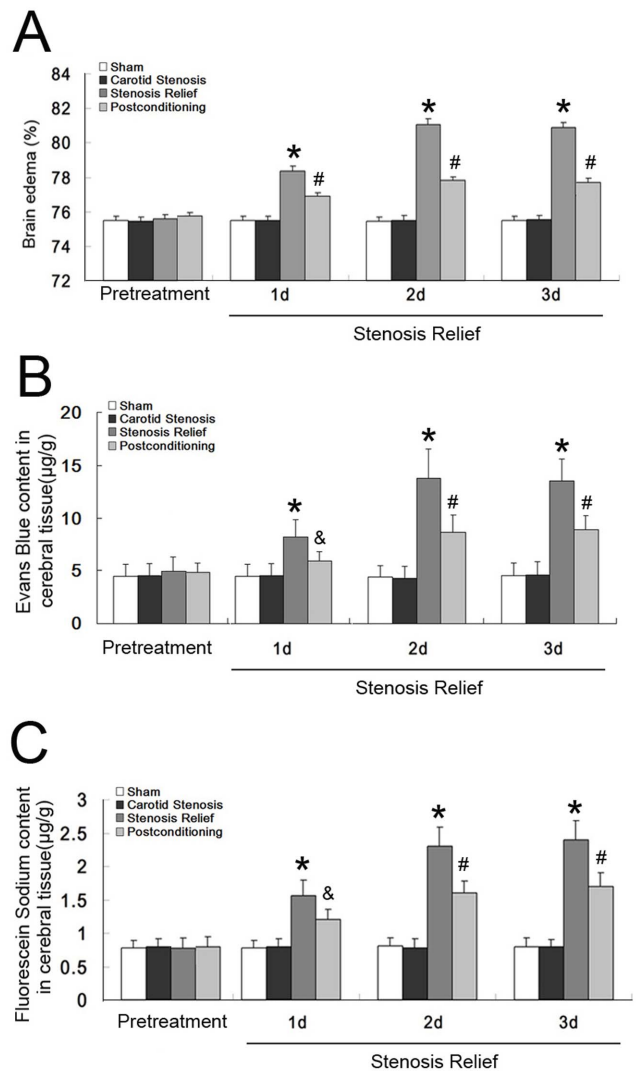 A
Sham
Carotid Stenosis
Stenosis Relief
Postconditioning
Brain edema (%)
84
82
80
78
76
74
72
*
#
*
#
*
#
Pretreatment 1d 2d 3d
Stenosis Relief
B
Sham
Carotid Stenosis
Stenosis Relief
Postconditioning
Evans Blue content in
cerebral tissue(µg/g)
20
15
10
5
0
*
&
*
#
*
#
Pretreatment 1d 2d 3d
Stenosis Relief
C
Sham
Carotid Stenosis
Stenosis Relief
Postconditioning
Fluorescein Sodium content
in cerebral tissue(µg/g)
3
2.5
2
1.5
1
0.5
0
*
&
*
#
*
#
Pretreatment 1d 2d 3d
Stenosis Relief